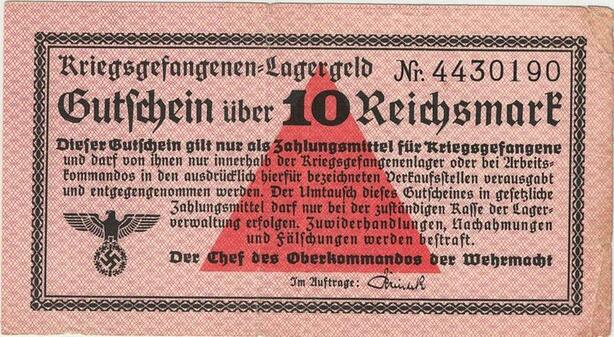 Kriegsgefangenen-Lagergeld Nr. 4430190
Gutschein über 10 Reichsmark
Dieser Gutschein gilt nur als Zahlungsmittel für Kriegsgefangene
und darf von ihnen nur innerhalb der Kriegsgefangenenlager oder bei Arbeits-
kommandos in den ausdrücklich hierfür bezeichneten Verkaufsstellen verausgabt
und entgegengenommen werden. Der Umtausch dieses Gutscheines in gesetzliche
Zahlungsmittel darf nur bei der zuständigen Kasse der Lager-
verwaltung erfolgen. Zuwiderhandlungen, Nachahmungen
und Fälschungen werden bestraft.
Der Chef des Oberkommandos der Wehrmacht
Im Auftrage: